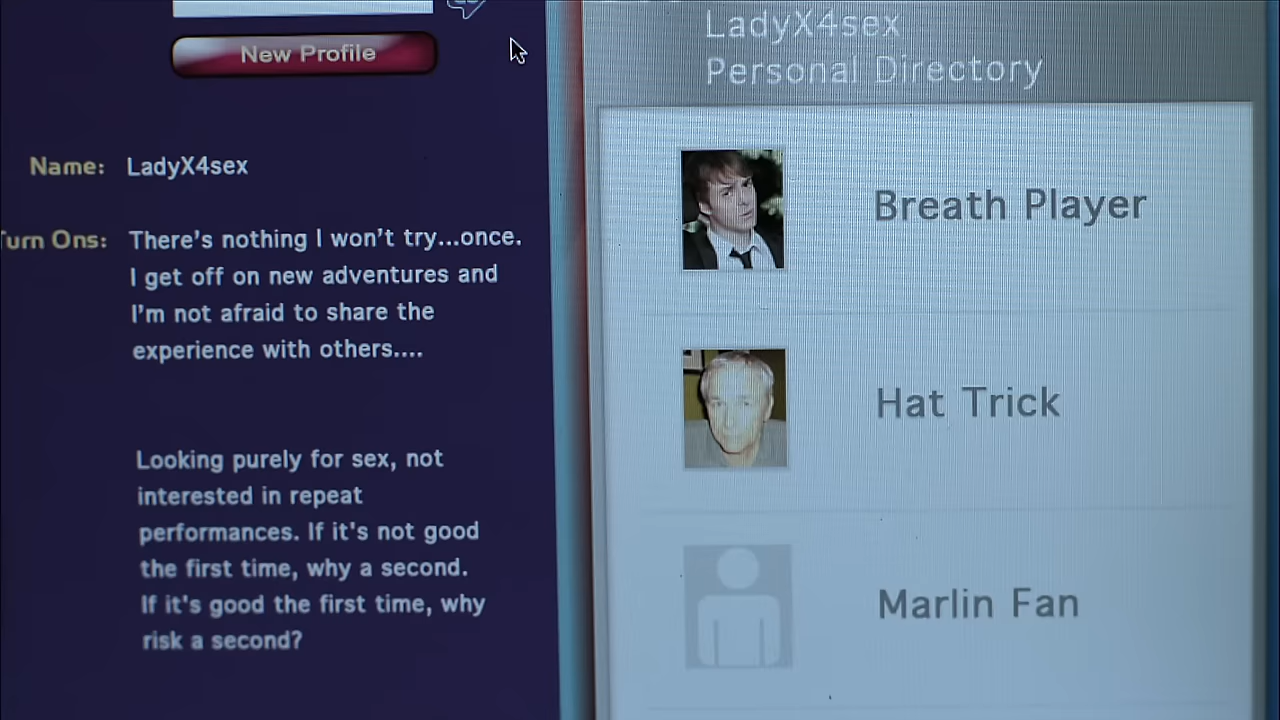 New Profile
Name: LadyX4sex
Turn Ons: There's nothing I won't try...once.
I get off on new adventures and
I'm not afraid to share the
experience with others....
Looking purely for sex, not
interested in repeat
performances. If it's not good
the first time, why a second.
If it's good the first time, why
risk a second?
LadyX4sex
Personal Directory
Breath Player
Hat Trick
Marlin Fan